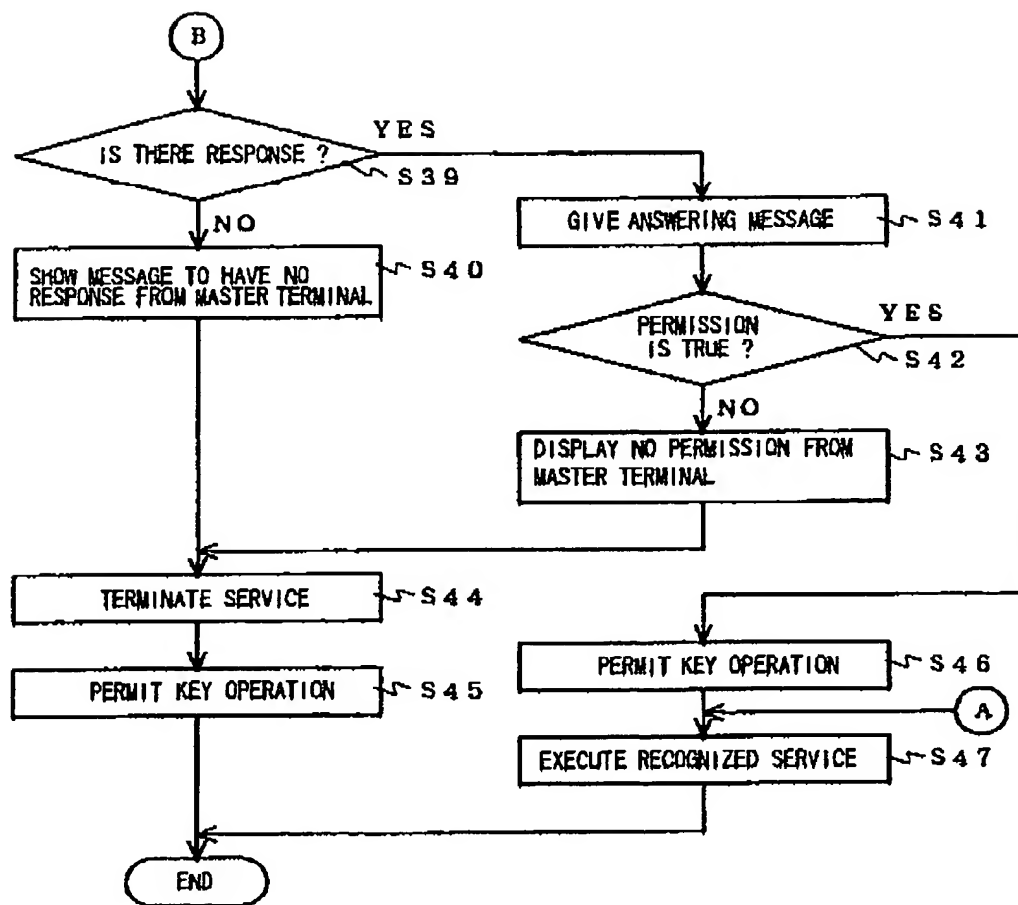 B
YES
IS THERE RESPONSE ?
S39
NO
SHOW MESSAGE TO HAVE NO
RESPONSE FROM MASTER TERMINAL
S40
GIVE ANSWERING MESSAGE
S41
PERMISSION
IS TRUE ?
YES
S42
NO
DISPLAY NO PERMISSION FROM
MASTER TERMINAL
S43
TERMINATE SERVICE
S44
PERMIT KEY OPERATION
S45
PERMIT KEY OPERATION
S46
A
EXECUTE RECOGNIZED SERVICE
S47
END